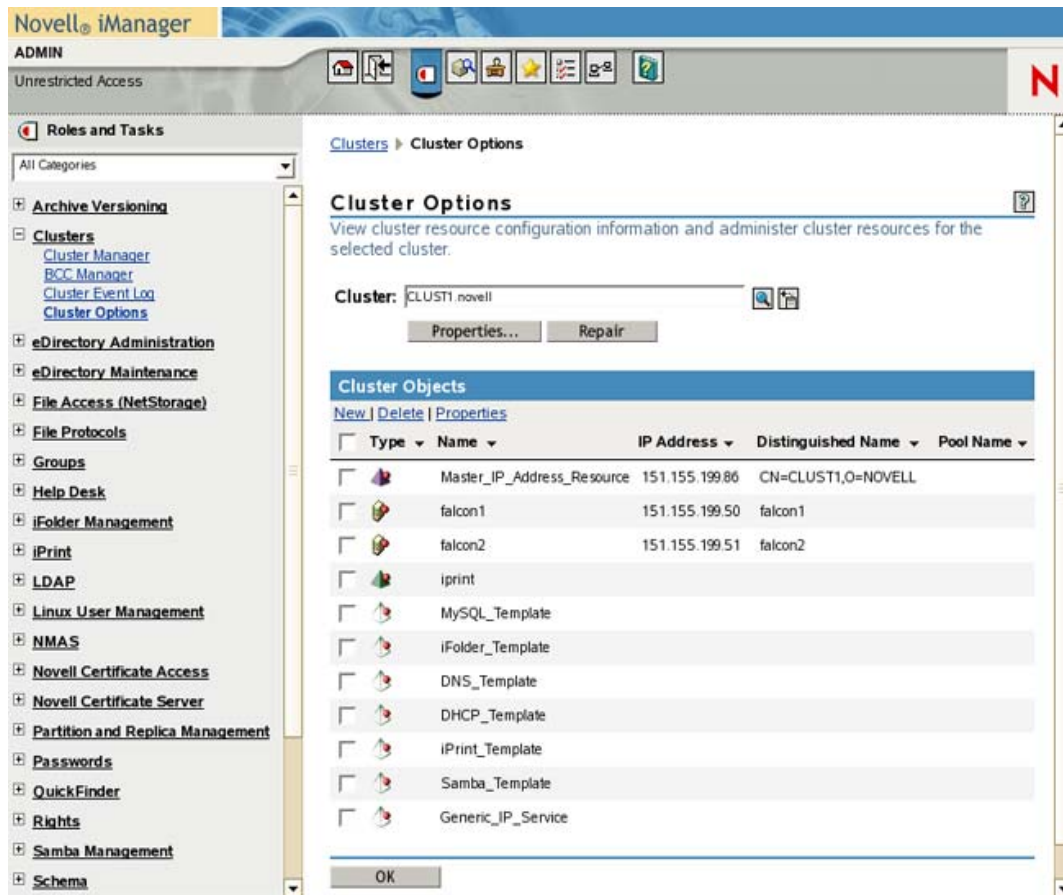 Novell® iManager
ADMIN
Unrestricted Access
N
Roles and Tasks
All Categories
Archive Versioning
Clusters
Cluster Manager
BCC Manager
Cluster Event Log
Cluster Options
eDirectory Administration
eDirectory Maintenance
File Access (NetStorage)
File Protocols
Groups
Help Desk
iFolder Management
iPrint
LDAP
Linux User Management
NMAS
Novell Certificate Access
Novell Certificate Server
Partition and Replica Management
Passwords
QuickFinder
Rights
Samba Management
Schema
Clusters Cluster Options
Cluster Options
View cluster resource configuration information and administer cluster resources for the
selected cluster.
Cluster: CLUST1.novell
Properties... Repair
Cluster Objects
New | Delete | Properties
Type Name IP Address Distinguished Name Pool Name
Master_IP_Address_Resource 151.155.199.86 CN=CLUST1,O=NOVELL
falcon1 151.155.199.50 falcon1
falcon2 151.155.199.51 falcon2
iprint
MySQL_Template
iFolder_Template
DNS_Template
DHCP_Template
iPrint_Template
Samba_Template
Generic_IP_Service
OK